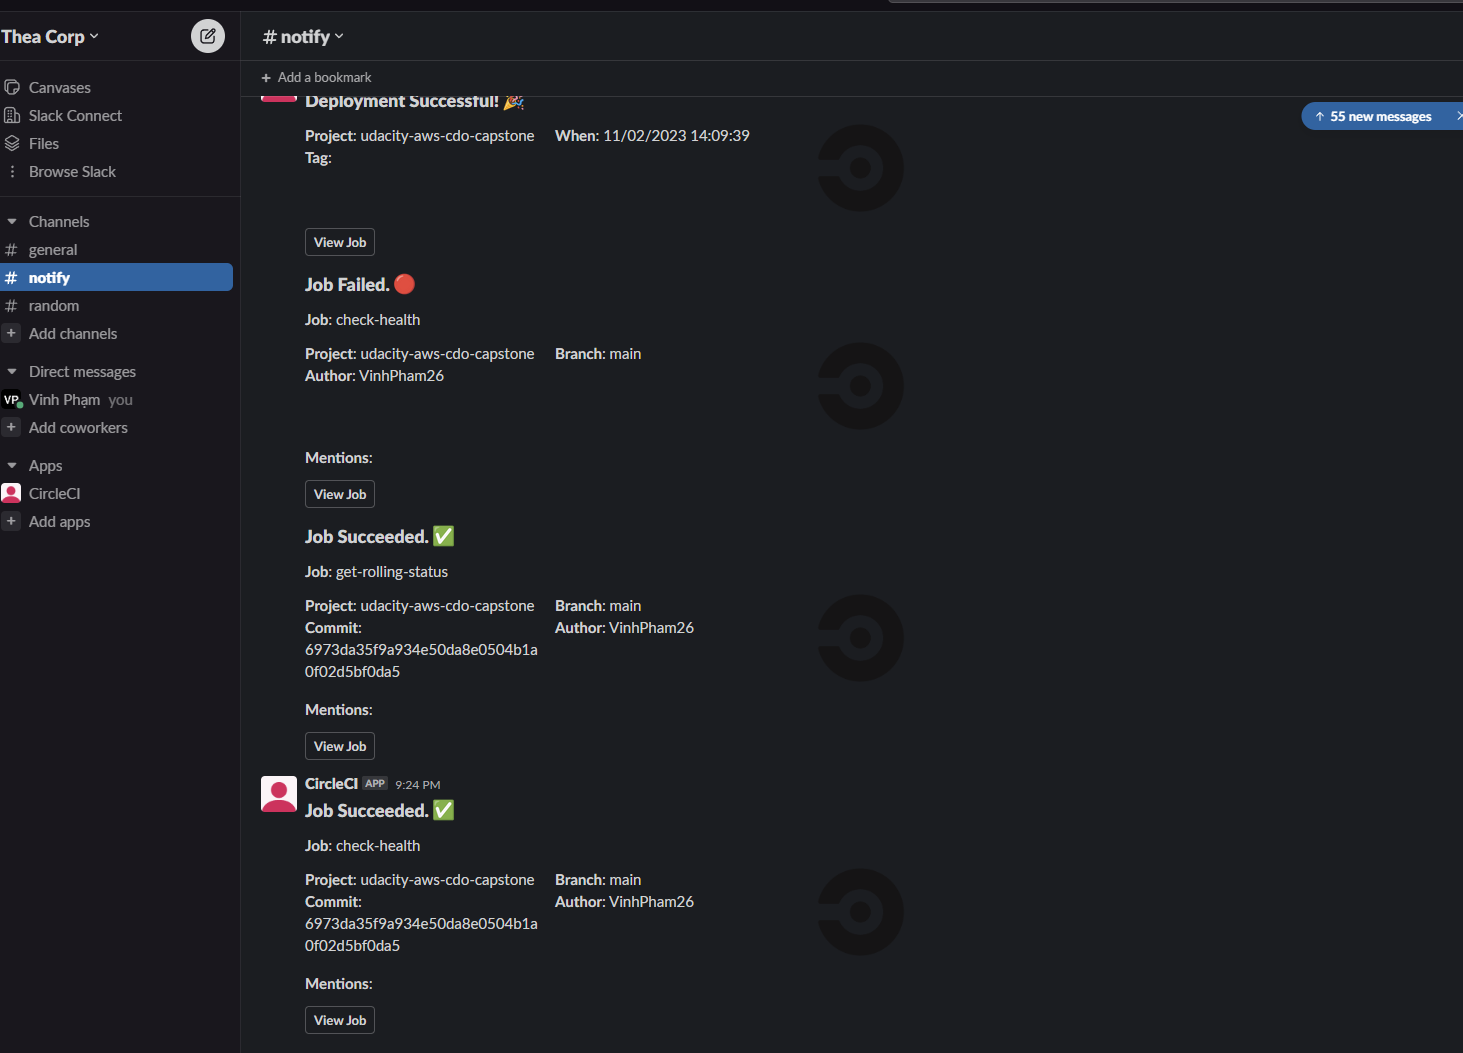 Thea Corp
Canvases
Slack Connect
Files
Browse Slack
Channels
# general
# notify
# random
+ Add channels
Direct messages
VP Vinh Phạm you
+ Add coworkers
Apps
CircleCI
+ Add apps
# notify
+ Add a bookmark
↑ 55 new messages ×
Deployment Successful! 🎉
Project: udacity-aws-cdo-capstone When: 11/02/2023 14:09:39
Tag:
View Job
Job Failed. 🔴
Job: check-health
Project: udacity-aws-cdo-capstone Branch: main
Author: VinhPham26
Mentions:
View Job
Job Succeeded. ✅
Job: get-rolling-status
Project: udacity-aws-cdo-capstone Branch: main
Commit: Author: VinhPham26
6973da35f9a934e50da8e0504b1a
0f02d5bf0da5
Mentions:
View Job
CircleCI APP 9:24 PM
Job Succeeded. ✅
Job: check-health
Project: udacity-aws-cdo-capstone Branch: main
Commit: Author: VinhPham26
6973da35f9a934e50da8e0504b1a
0f02d5bf0da5
Mentions:
View Job